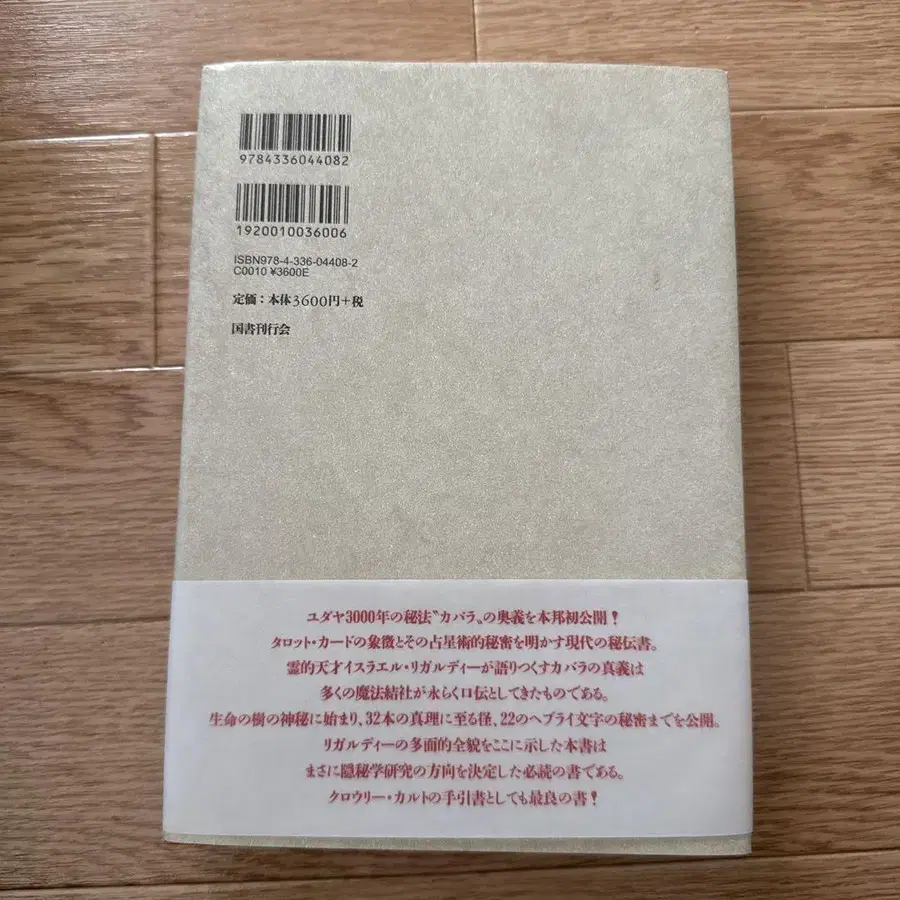 9784336044082
1920010036006
ISBN978-4-336-04408-2
C0010 ¥3600E
定価：本体3600円＋税
国書刊行会
ユダヤ3000年の秘法〝カバラ〟の奥義を本邦初公開！
タロット・カードの象徴とその占星術的秘密を明かす現代の秘伝書。
霊的天才イスラエル・リガルディーが語りつくすカバラの真義は
多くの魔法結社が永らく口伝としてきたものである。
生命の樹の神秘に始まり、32本の真理に至る径、22のヘブライ文字の秘密までを公開。
リガルディーの多面的全貌をここに示した本書は
まさに隠秘学研究の方向を決定した必読の書である。
クロウリー・カルトの手引書としても最良の書！